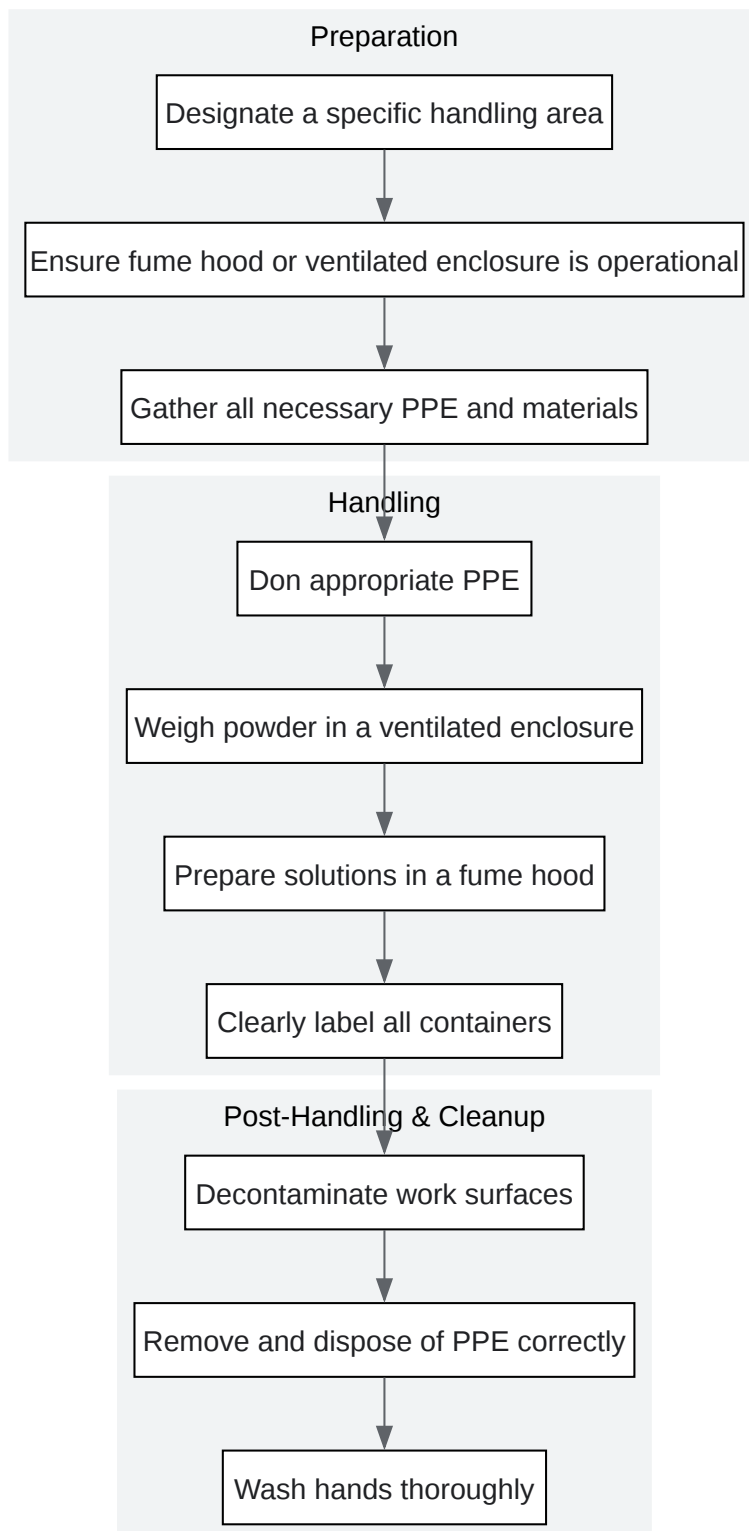 Preparation
Designate a specific handling area
Ensure fume hood or ventilated enclosure is operational
Gather all necessary PPE and materials
Handling
Don appropriate PPE
Weigh powder in a ventilated enclosure
Prepare solutions in a fume hood
Clearly label all containers
Post-Handling & Cleanup
Decontaminate work surfaces
Remove and dispose of PPE correctly
Wash hands thoroughly